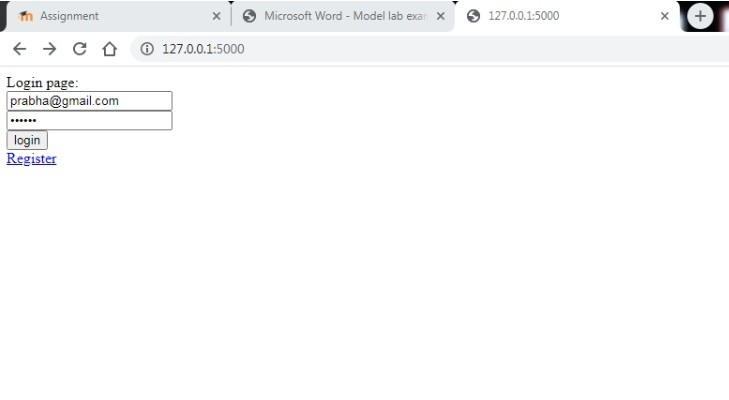 Assignment
Microsoft Word - Model lab exar
127.0.0.1:5000
127.0.0.1:5000
Login page:
prabha@gmail.com
••••••
login
Register